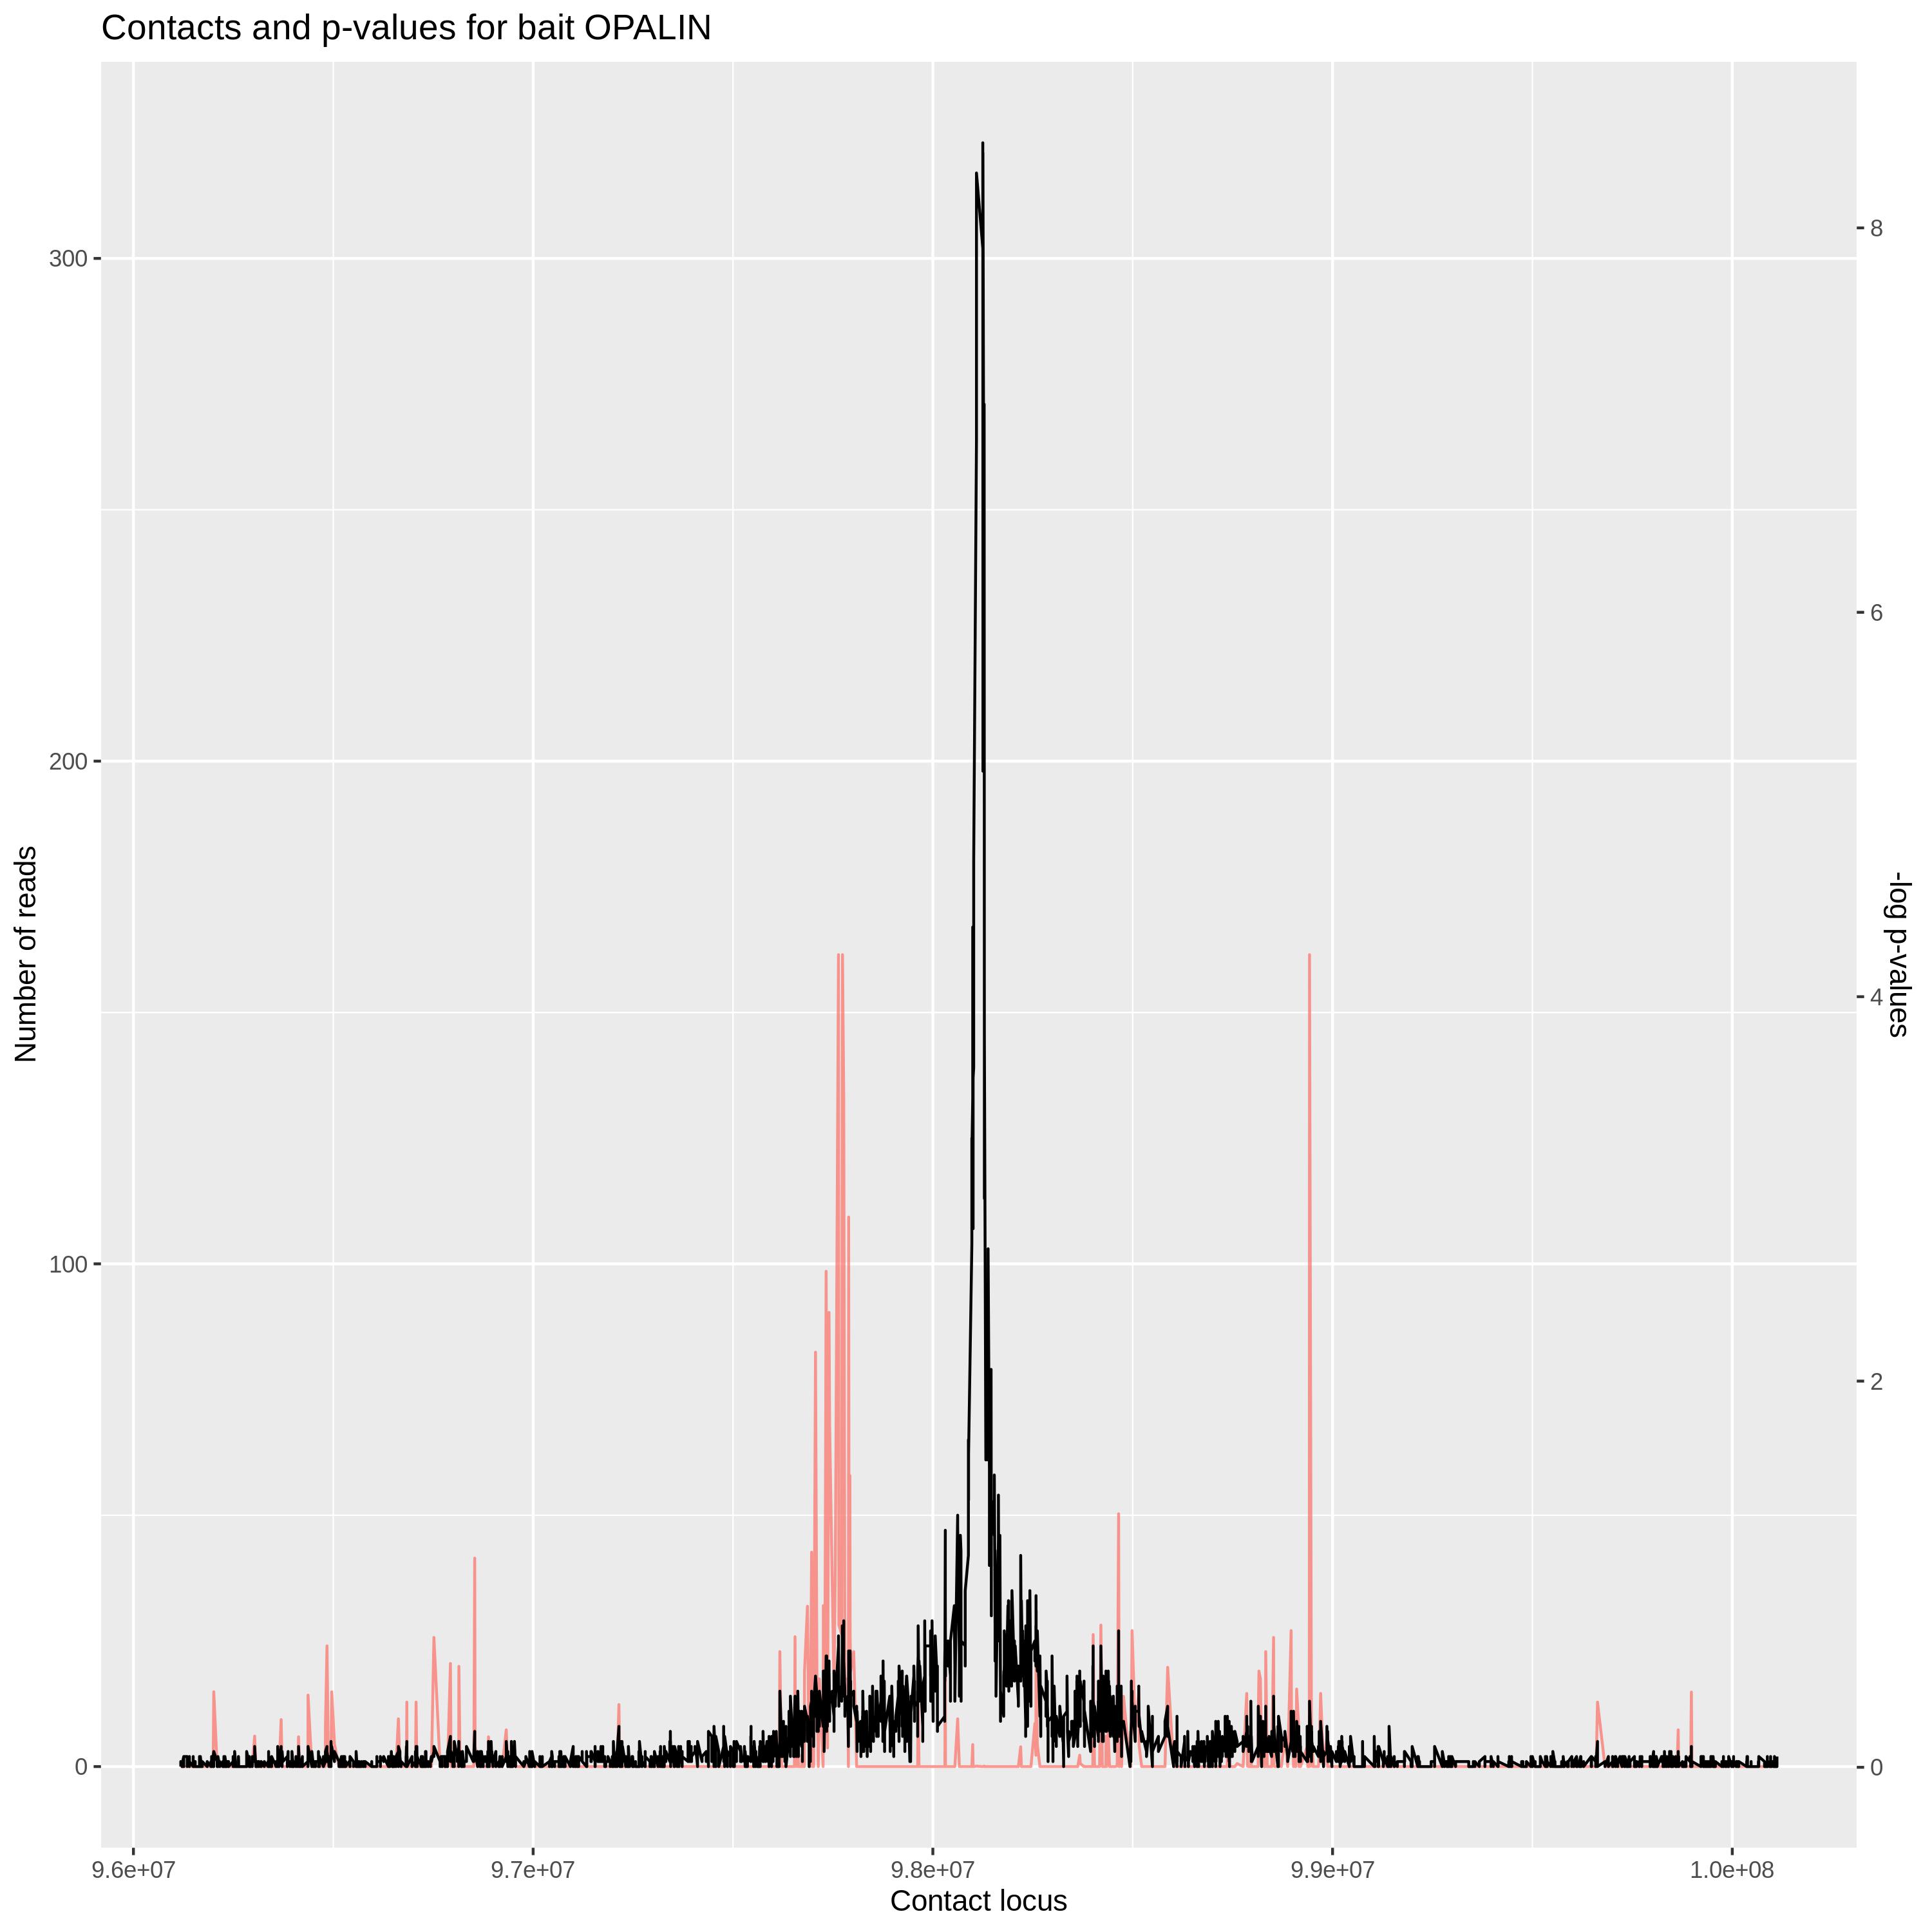 Contacts and p-values for bait OPALIN
Number of reads
300
200
100
0
8
6
4
2
0
-log p-values
9.6e+07
9.7e+07
9.8e+07
9.9e+07
1.0e+08
Contact locus